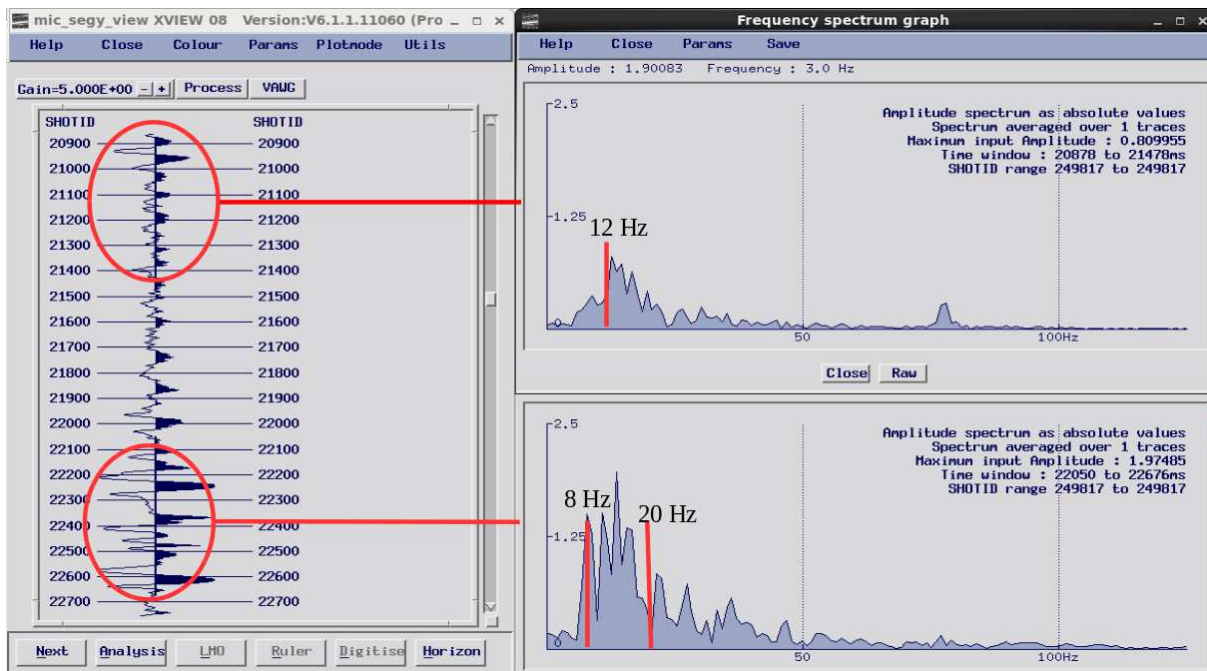 mic_segy_view XVIEW 08 Version:V6.1.1.11060 (Pro
Help Close Colour Params Plotmode Utils
Gain=5.000E+00 - + Process VAWG
SHOTID SHOTID
20900 20900
21000 21000
21100 21100
21200 21200
21300 21300
21400 21400
21500 21500
21600 21600
21700 21700
21800 21800
21900 21900
22000 22000
22100 22100
22200 22200
22300 22300
22400 22400
22500 22500
22600 22600
22700 22700
Next Analysis LMO Ruler Digitise Horizon
Frequency spectrum graph
Help Close Params Save
Amplitude : 1.90083 Frequency : 3.0 Hz
2.5
Amplitude spectrum as absolute values
Spectrum averaged over 1 traces
Maximum input Amplitude : 0.809955
Time window : 20878 to 21478ms
SHOTID range 249817 to 249817
1.25
12 Hz
0
50 100Hz
Close Raw
2.5
Amplitude spectrum as absolute values
Spectrum averaged over 1 traces
Maximum input Amplitude : 1.97485
Time window : 22050 to 22676ms
SHOTID range 249817 to 249817
8 Hz 20 Hz
1.25
0
50 100Hz